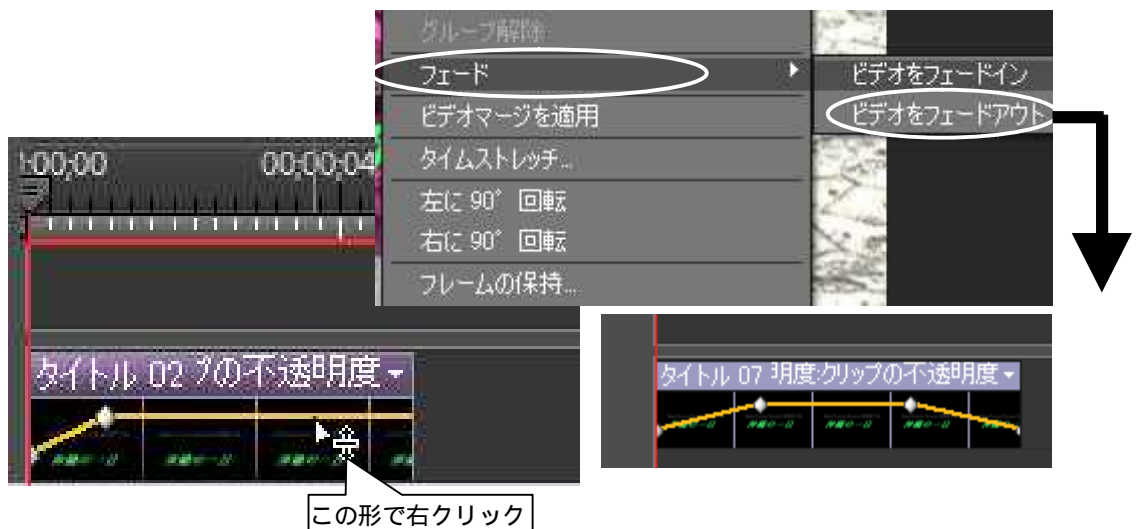 グループ解除
フェード
ビデオをフェードイン
ビデオマージを適用
ビデオをフェードアウト
タイムストレッチ...
左に 90° 回転
右に 90° 回転
フレームの保持...
:00;00
00;00;04
タイトル 02 プの不透明度
タイトル 07 明度:クリップの不透明度
この形で右クリック